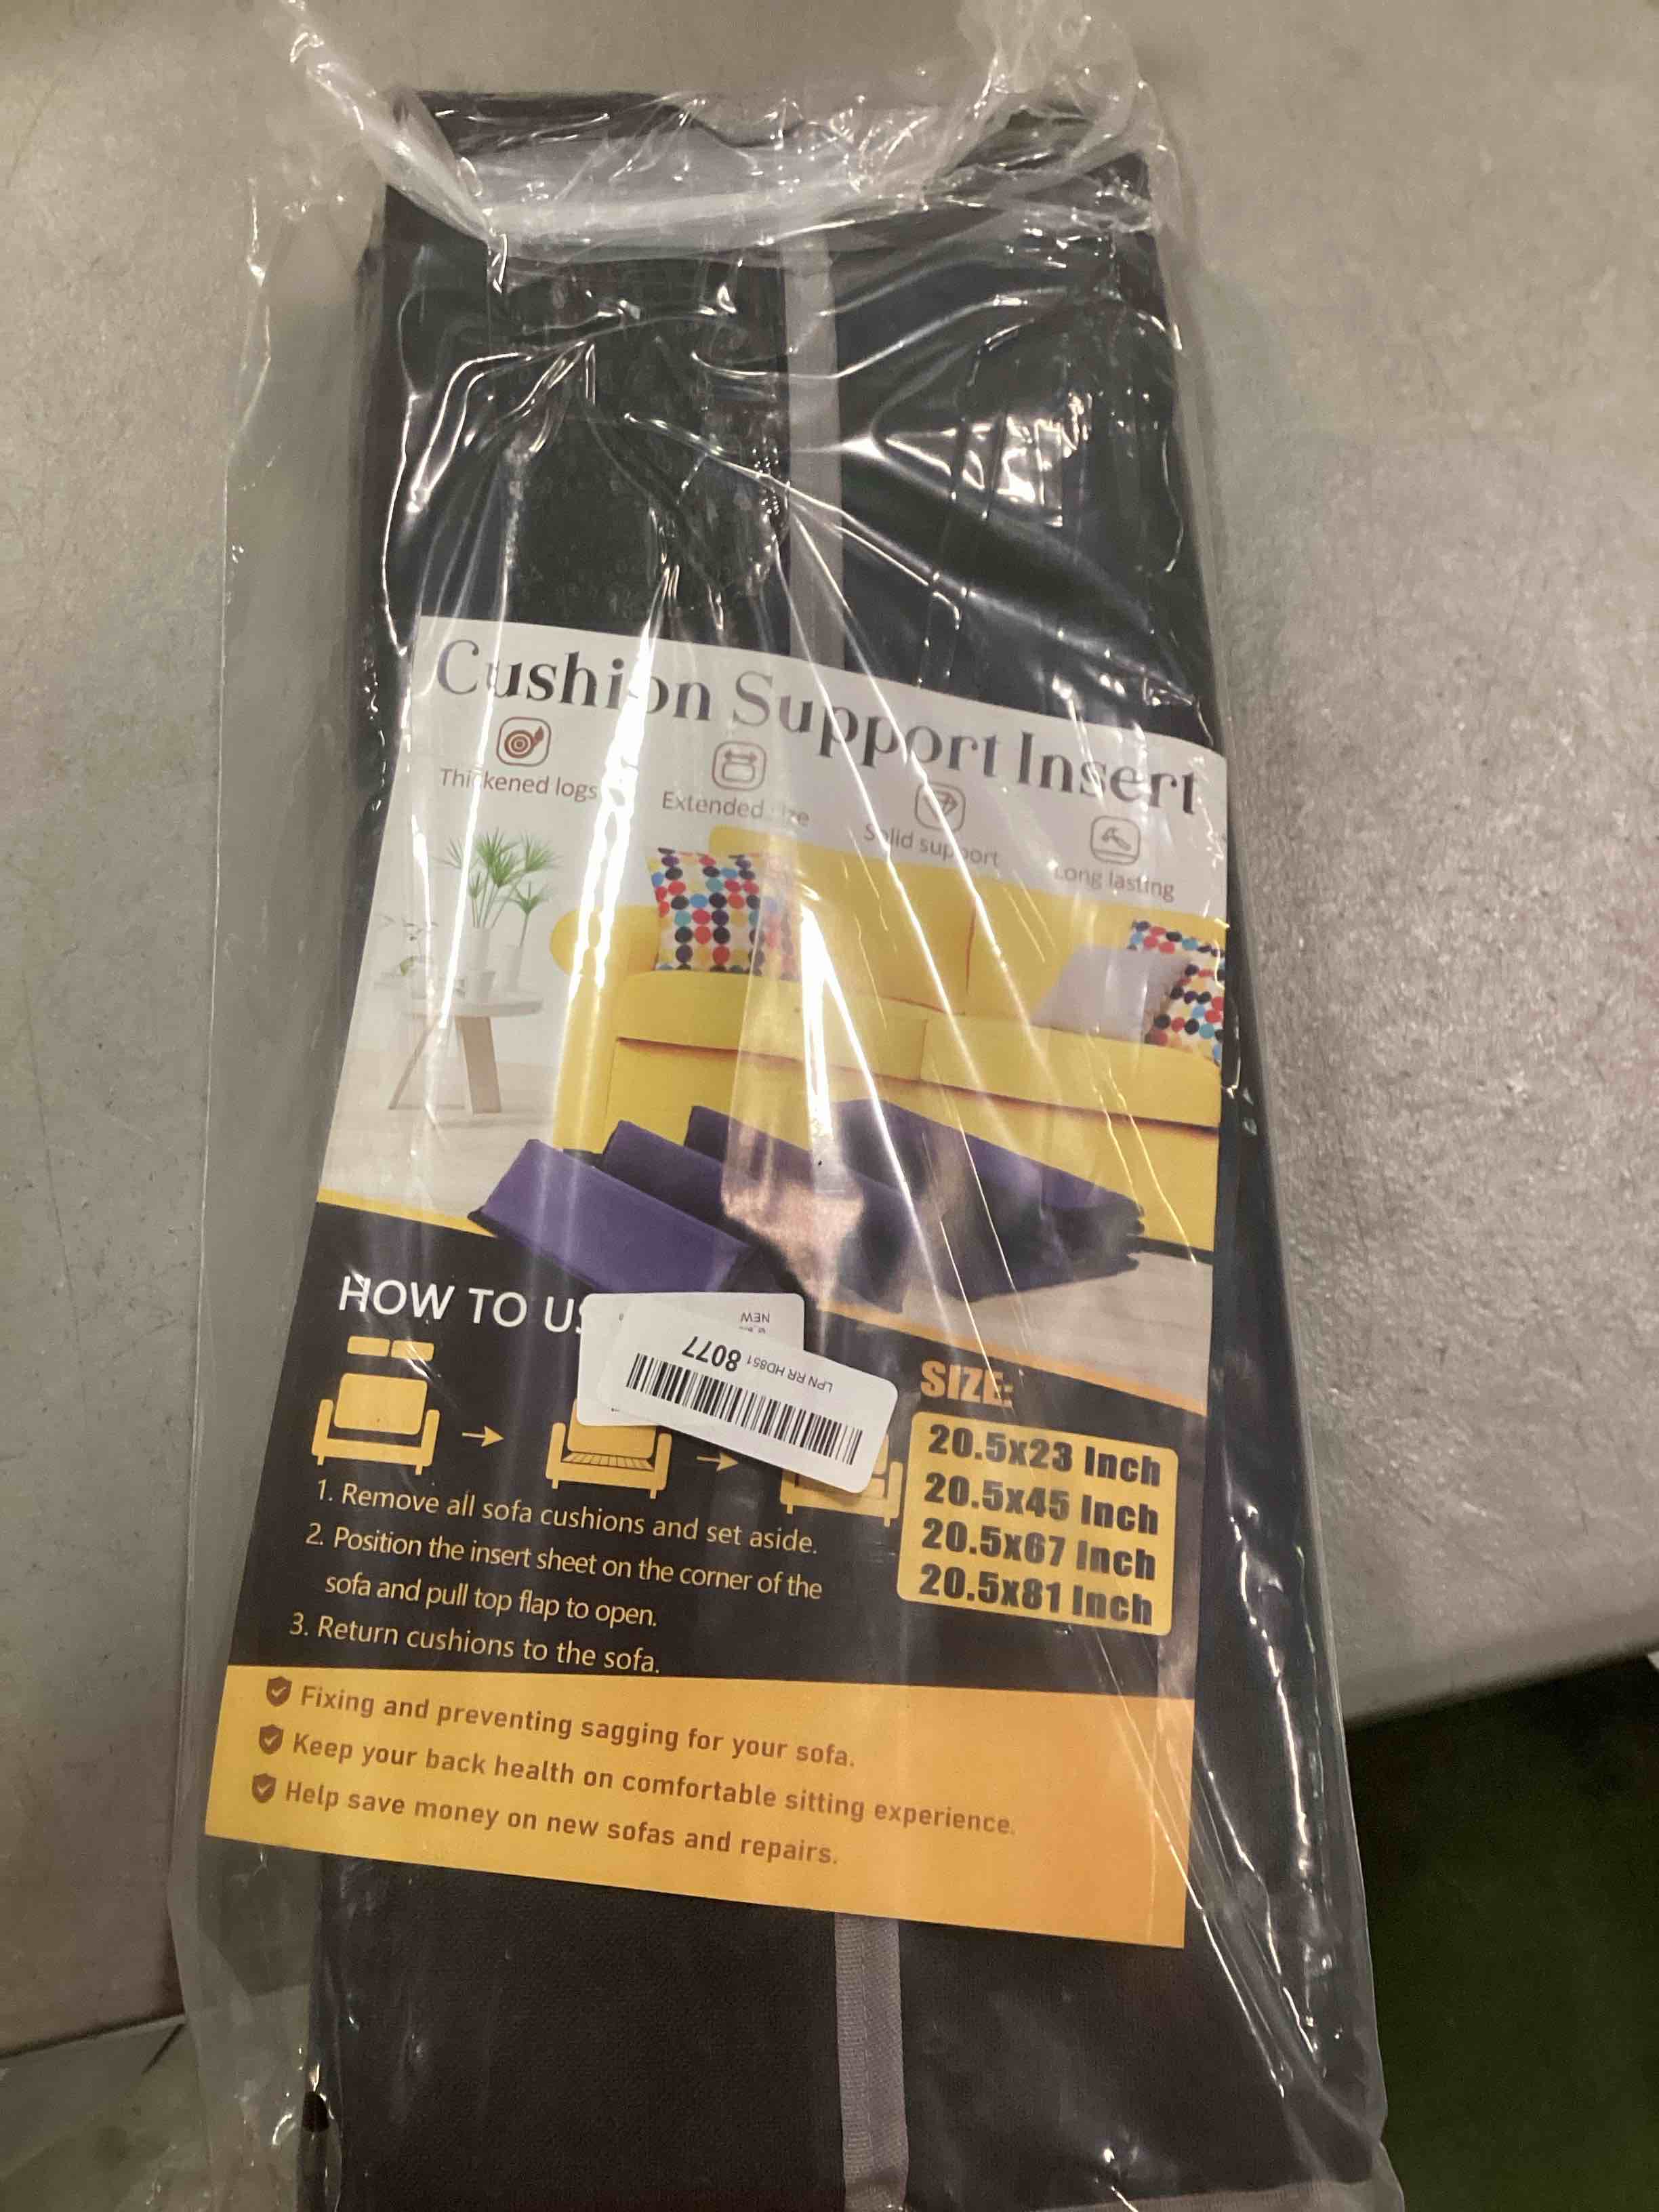 Cushion Support Insert
Thickened logs
Extended size
Solid support
Long lasting
HOW TO US
NEW
LPN RR HD851 8077
SIZE:
20.5x23 Inch
20.5x45 Inch
20.5x67 Inch
20.5x81 Inch
1. Remove all sofa cushions and set aside.
2. Position the insert sheet on the corner of the
sofa and pull top flap to open.
3. Return cushions to the sofa.
Fixing and preventing sagging for your sofa.
Keep your back health on comfortable sitting experience.
Help save money on new sofas and repairs.